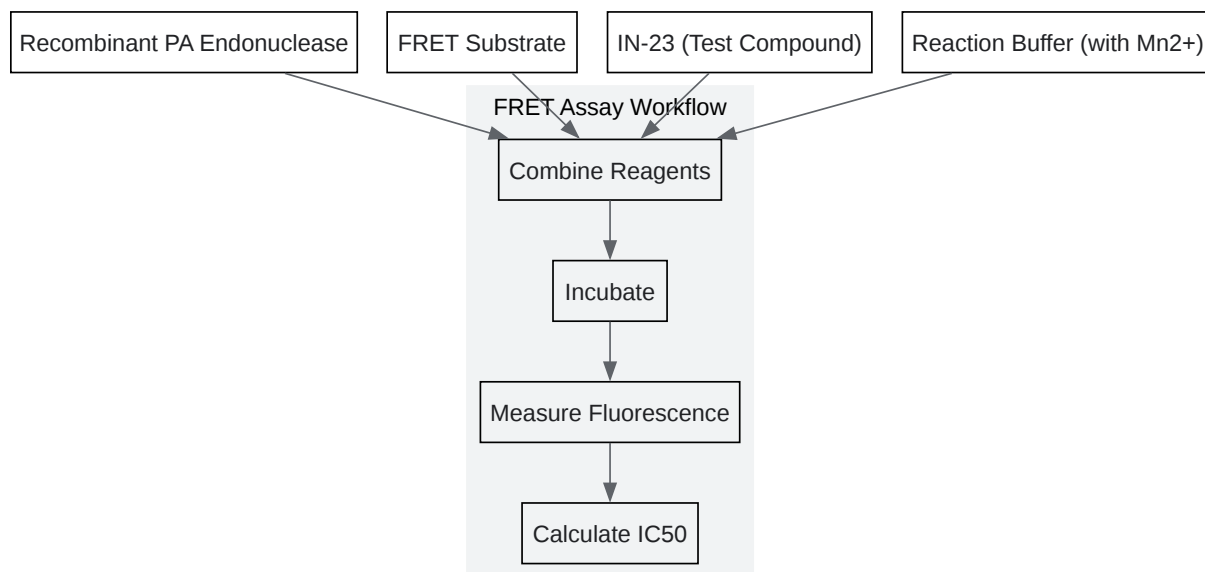 Recombinant PA Endonuclease
FRET Substrate
IN-23 (Test Compound)
Reaction Buffer (with Mn2+)
FRET Assay Workflow
Combine Reagents
Incubate
Measure Fluorescence
Calculate IC50